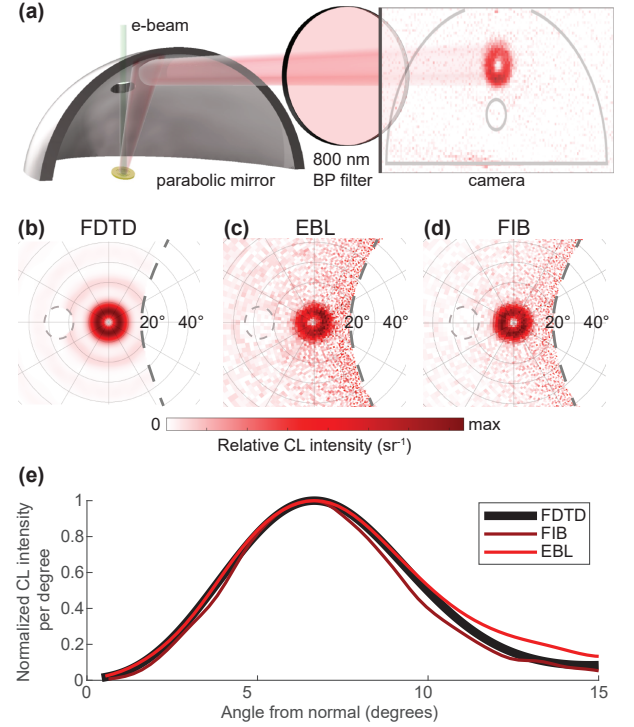 (a)
e-beam
parabolic mirror
800 nm
BP filter
camera
(b) FDTD
(c) EBL
(d) FIB
20° 40°
20° 40°
20° 40°
0
max
Relative CL intensity (sr⁻¹)
(e)
Normalized CL intensity
per degree
1
0.8
0.6
0.4
0.2
0
FDTD
FIB
EBL
0
5
10
15
Angle from normal (degrees)